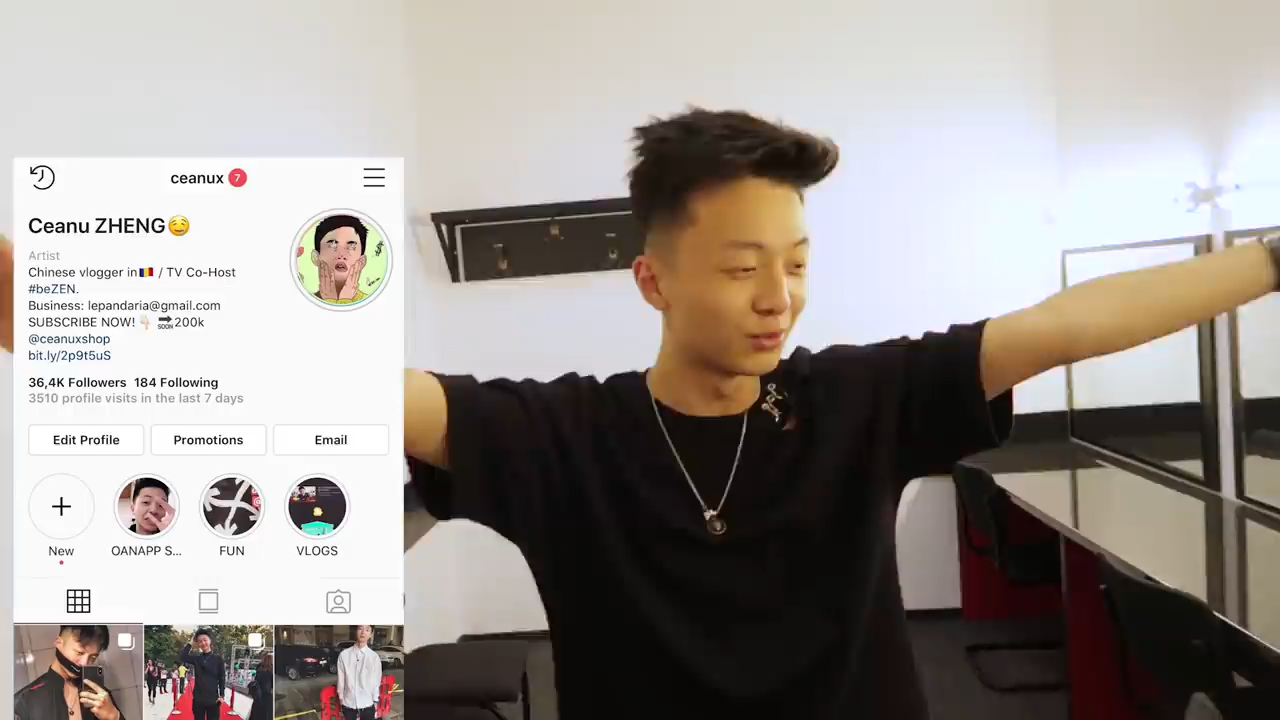 ceanux 7
Ceanu ZHENG🤤
Artist
Chinese vlogger in🇷🇴 / TV Co-Host
#beZEN.
Business: lepandaria@gmail.com
SUBSCRIBE NOW! 👇🏻 🔜200k
@ceanuxshop
bit.ly/2p9t5uS
36,4K Followers 184 Following
3510 profile visits in the last 7 days
Edit Profile Promotions Email
New OANAPP S... FUN VLOGS